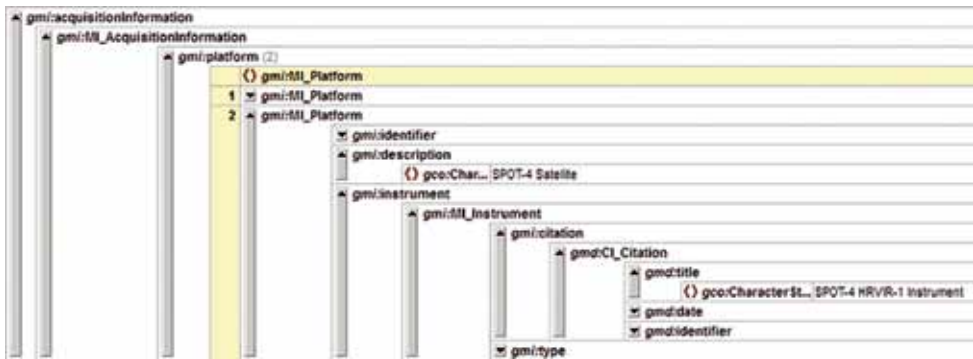 gmi:acquisitionInformation
gmi:MI_AcquisitionInformation
gmi:platform (2)
gmi:MI_Platform
1 gmi:MI_Platform
2 gmi:MI_Platform
gmi:identifier
gmi:description
gco:Char... SPOT-4 Satelite
gmi:instrument
gmi:MI_Instrument
gmi:citation
gmd:CI_Citation
gmd:title
gco:CharacterSt... SPOT-4 HRVIR-1 Instrument
gmd:date
gmd:identifier
gmi:type